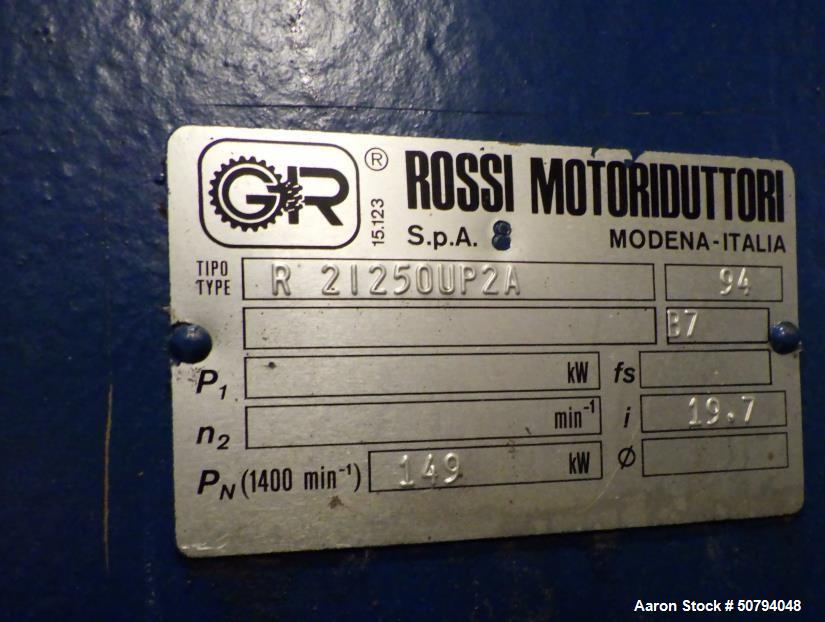 GR ® ROSSI MOTORIDUTTORI
15.123
S.p.A. 8 MODENA-ITALIA
TIPO TYPE R 2I250UP2A 94
B7
P1 kW fs
n2 min-1 i 19.7
PN (1400 min-1) 149 kW Ø
Aaron Stock # 50794048